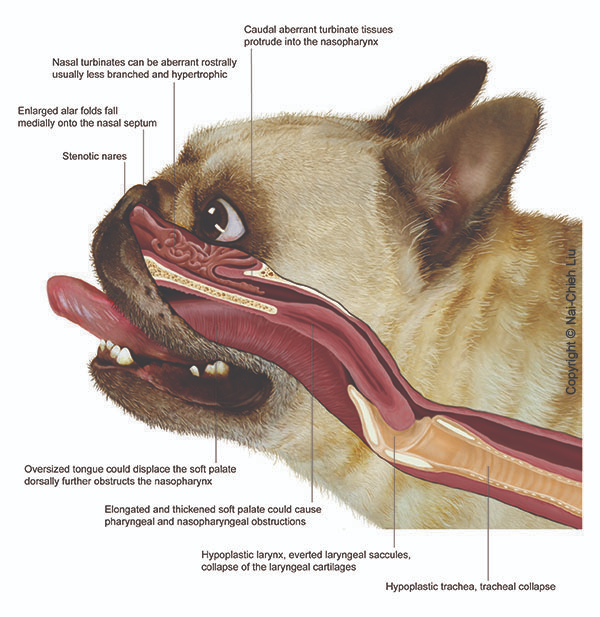 Caudal aberrant turbinate tissues
protrude into the nasopharynx
Nasal turbinates can be aberrant rostrally
usually less branched and hypertrophic
Enlarged alar folds fall
medially onto the nasal septum
Stenotic nares
Copyright © Nai-Chieh Liu
Oversized tongue could displace the soft palate
dorsally further obstructs the nasopharynx
Elongated and thickened soft palate could cause
pharyngeal and nasopharyngeal obstructions
Hypoplastic larynx, everted laryngeal saccules,
collapse of the laryngeal cartilages
Hypoplastic trachea, tracheal collapse